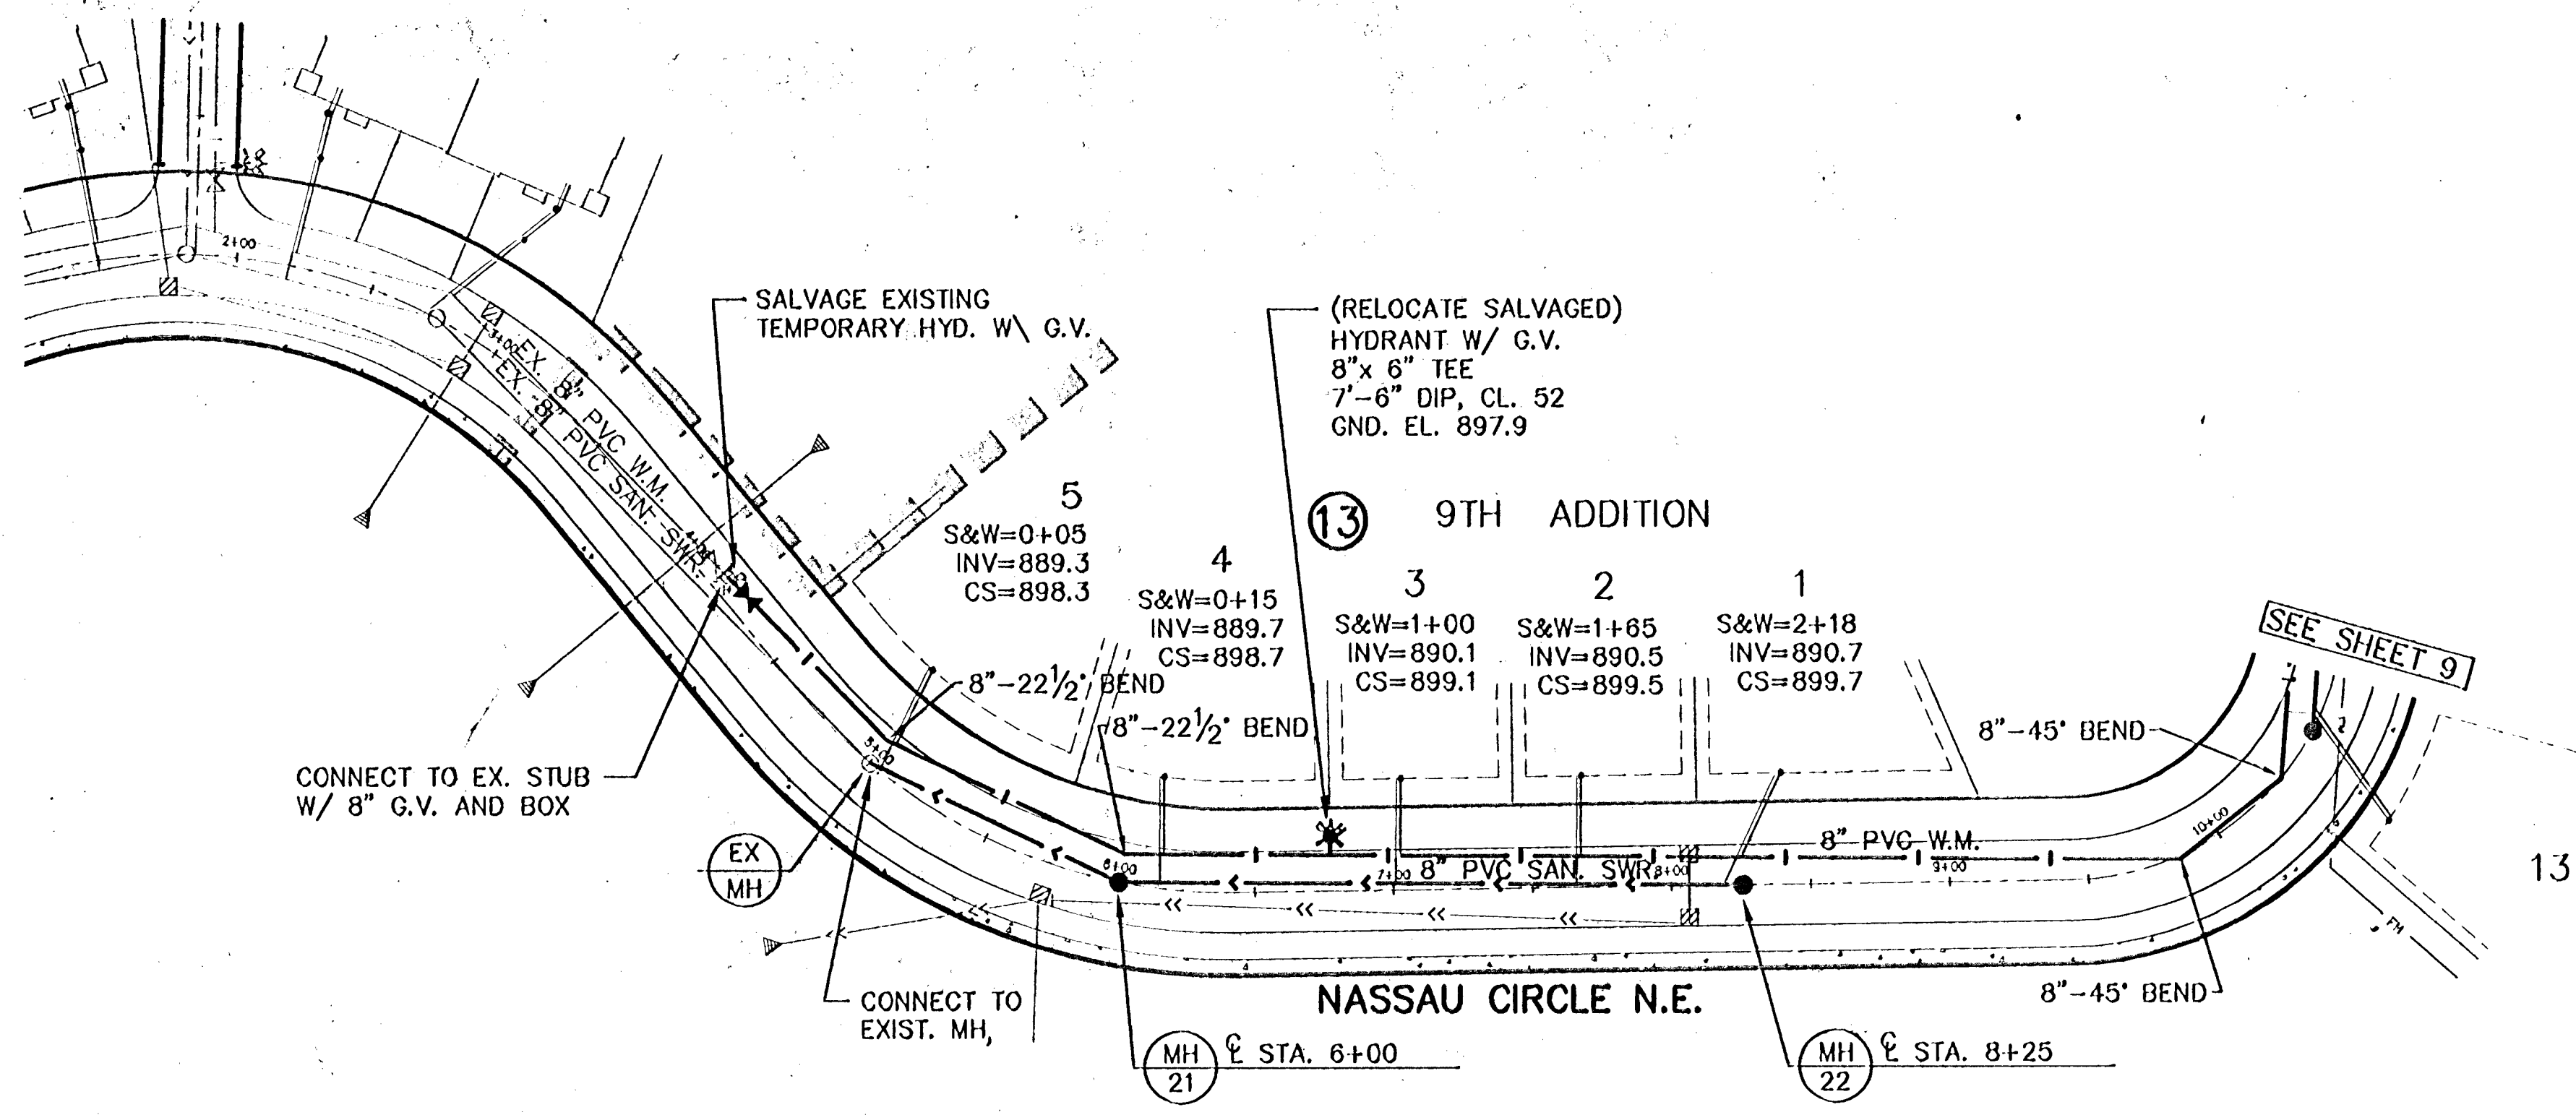 2+00
SALVAGE EXISTING
TEMPORARY HYD. W\ G.V.
(RELOCATE SALVAGED)
HYDRANT W/ G.V.
8"x 6" TEE
7'-6" DIP, CL. 52
GND. EL. 897.9
3+00
EX. 8" PVC W.M.
EX. 8" PVC SAN. SWR.
4+00
13 9TH ADDITION
5
S&W=0+05
INV=889.3
CS=898.3
4
S&W=0+15
INV=889.7
CS=898.7
3
S&W=1+00
INV=890.1
CS=899.1
2
S&W=1+65
INV=890.5
CS=899.5
1
S&W=2+18
INV=890.7
CS=899.7
SEE SHEET 9
8"-22½° BEND
8"-22½° BEND
8"-45° BEND
CONNECT TO EX. STUB
W/ 8" G.V. AND BOX
5+00
EX
MH
6+00
8" PVC W.M.
7+00
8" PVC SAN. SWR.
8+00
9+00
10+00
13
FH
8"-45° BEND
CONNECT TO
EXIST. MH,
NASSAU CIRCLE N.E.
MH
21
℄ STA. 6+00
MH
22
℄ STA. 8+25